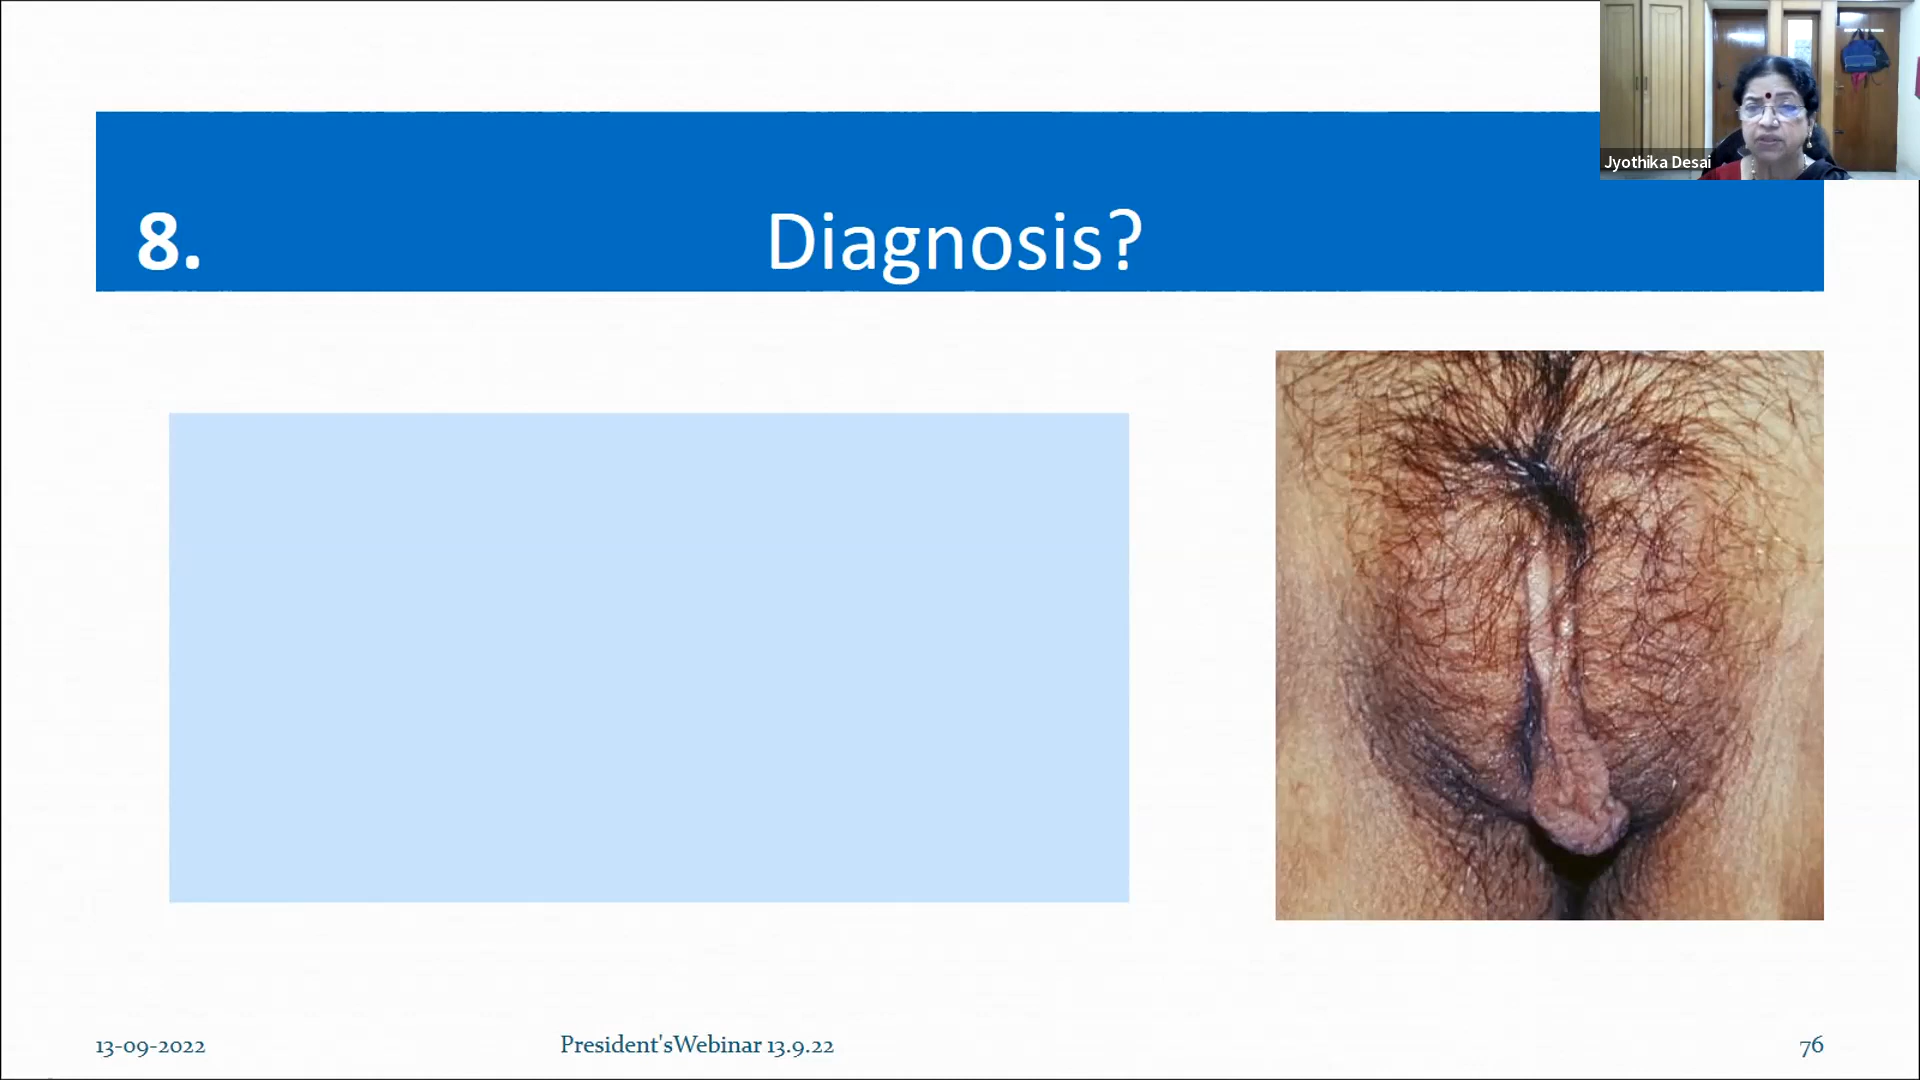 Jyothika Desai
8. Diagnosis?
13-09-2022 President'sWebinar 13.9.22 76